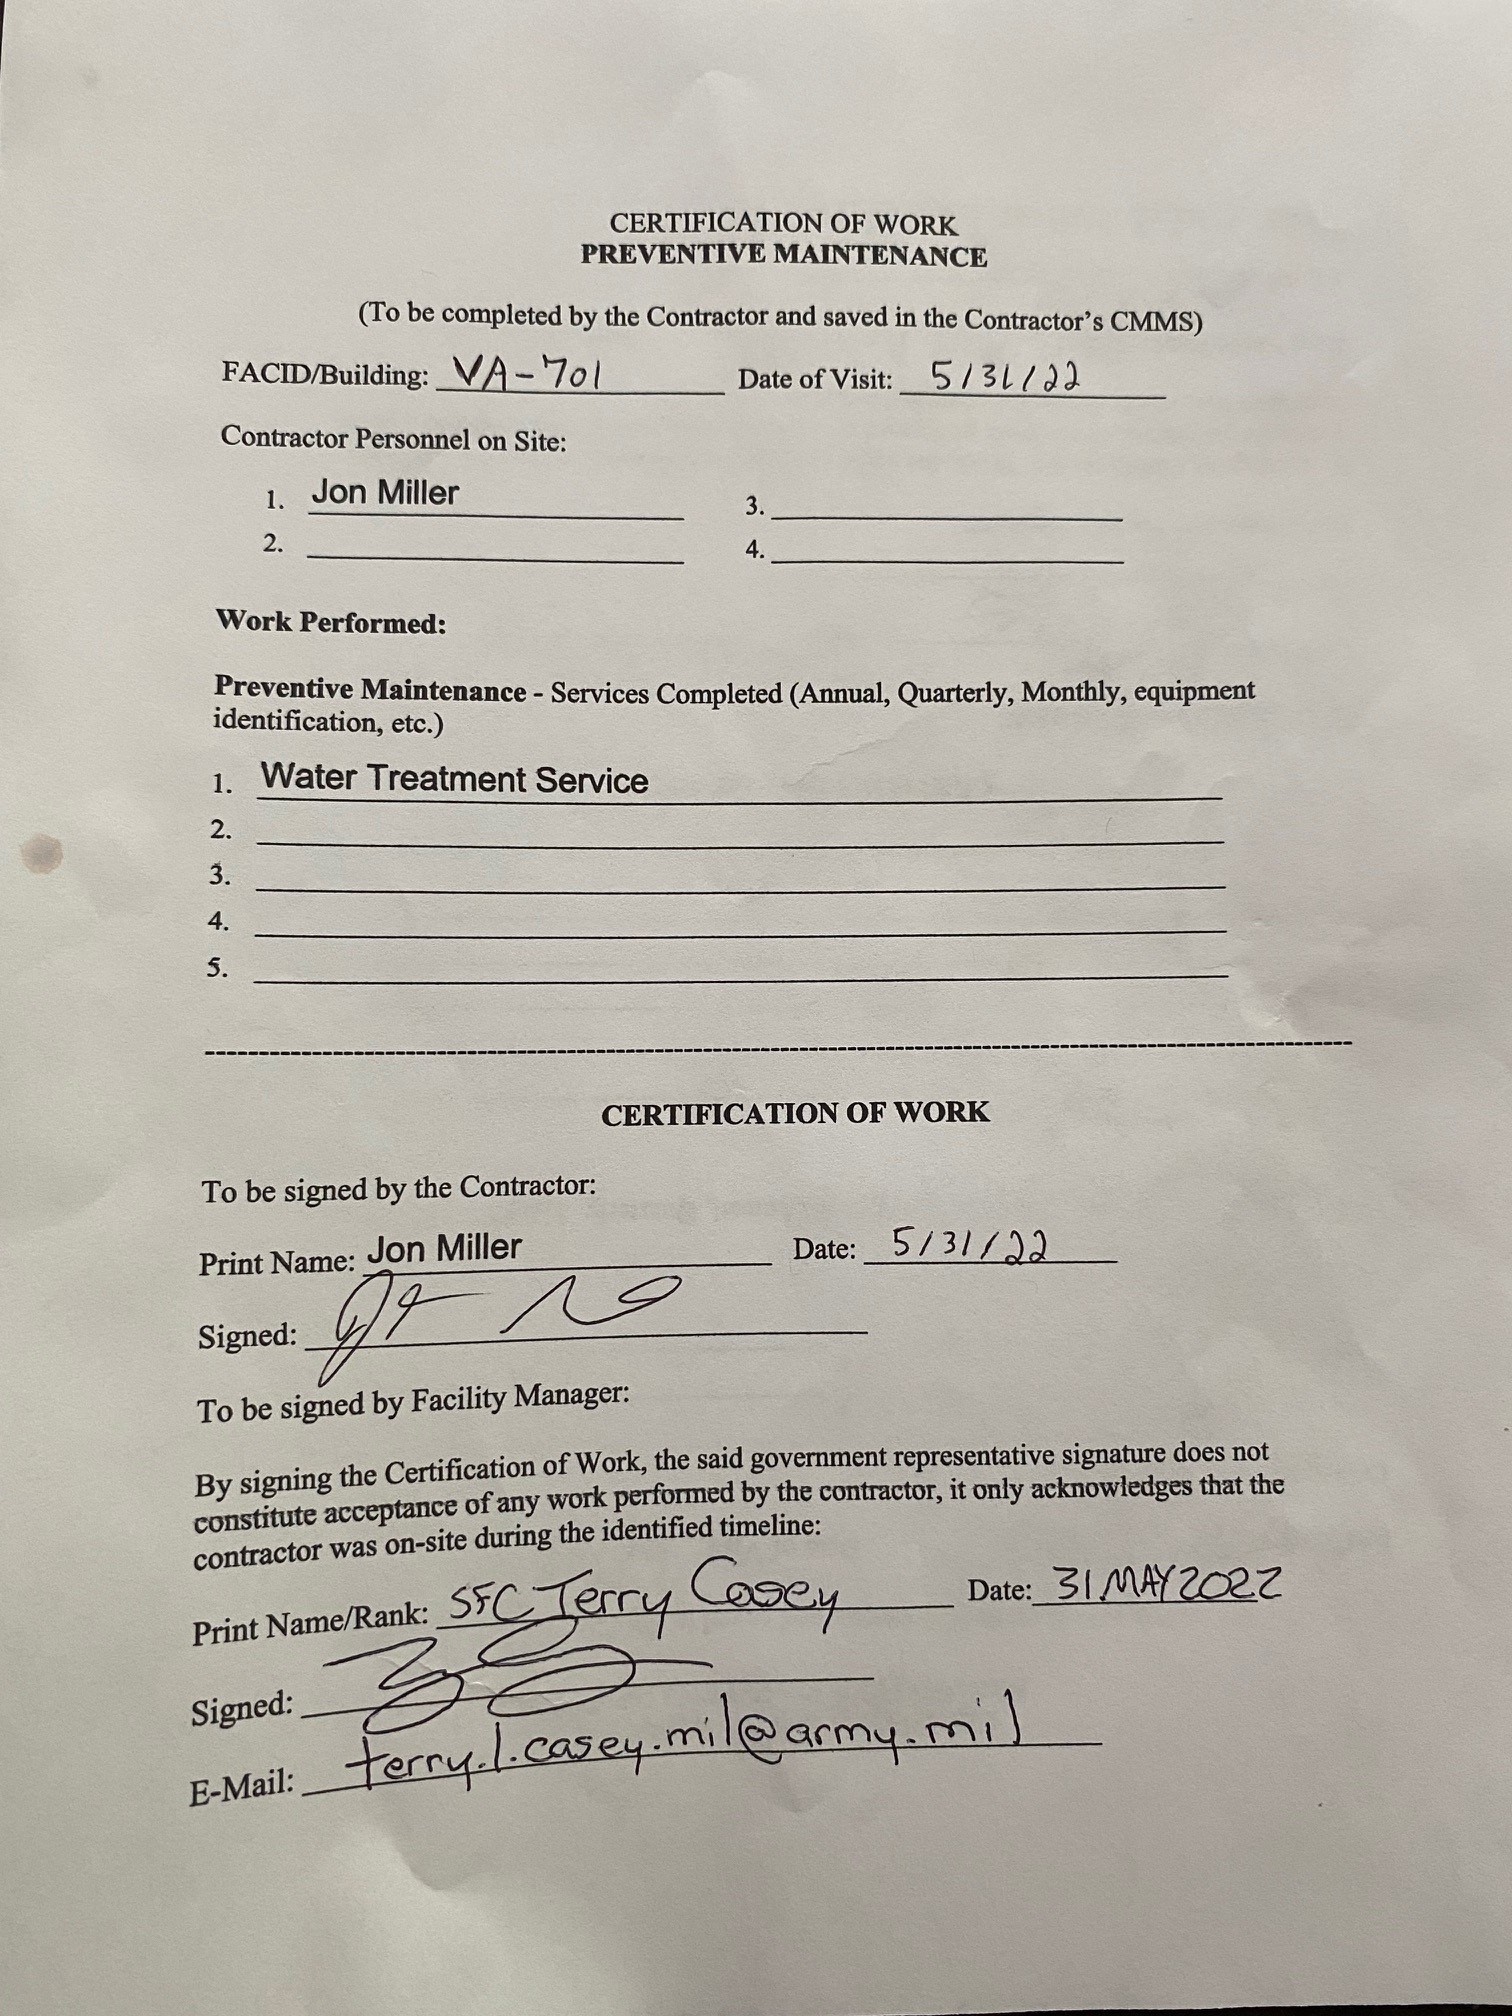 CERTIFICATION OF WORK
PREVENTIVE MAINTENANCE
(To be completed by the Contractor and saved in the Contractor's CMMS)
FACID/Building: VA-701 Date of Visit: 5/31/22
Contractor Personnel on Site:
1. Jon Miller 3.
2. 4.
Work Performed:
Preventive Maintenance - Services Completed (Annual, Quarterly, Monthly, equipment
identification, etc.)
1. Water Treatment Service
2.
3.
4.
5.
CERTIFICATION OF WORK
To be signed by the Contractor:
Print Name: Jon Miller Date: 5/31/22
Signed:
To be signed by Facility Manager:
By signing the Certification of Work, the said government representative signature does not
constitute acceptance of any work performed by the contractor, it only acknowledges that the
contractor was on-site during the identified timeline:
Print Name/Rank: SFC Terry Casey Date: 31 MAY 2022
Signed:
E-Mail: terry.l.casey.mil@army.mil